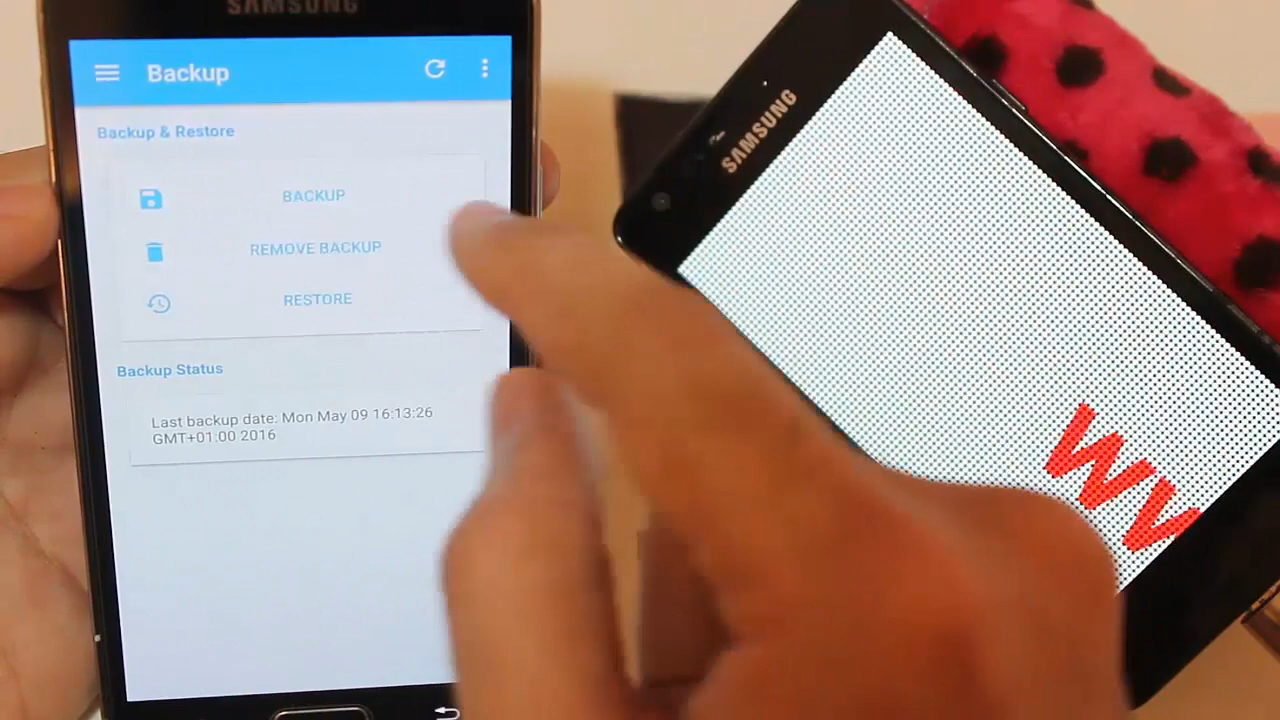 SAMSUNG
Backup
Backup & Restore
BACKUP
REMOVE BACKUP
RESTORE
Backup Status
Last backup date: Mon May 09 16:13:26
GMT+01:00 2016
SAMSUNG
WV